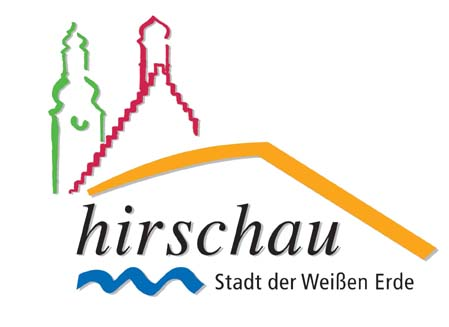 hirschau
Stadt der Weißen Erde